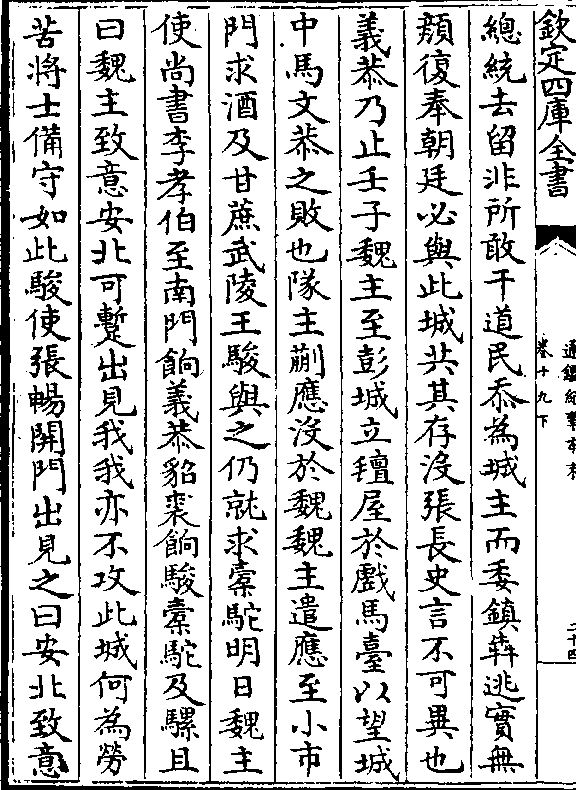 欽定四庫全書
通鑑紀事本末
卷十九下
二十四
總統去留非所敢干道民忝為城主而委鎮奔逃實無
顔復奉朝廷必與此城共其存没張長史言不可異也
義恭乃止壬子魏主至彭城立氊屋於戲馬臺以望城
中馬文恭之敗也隊主蒯應没於魏魏主遣應至小市
門求酒及甘蔗武陵王駿與之仍就求橐駝明日魏主
使尚書李孝伯至南門餉義恭貂裘餉駿橐駝及騾且
曰魏主致意安北可蹔出見我我亦不攻此城何為勞
苦將士備守如此駿使張暢開門出見之曰安北致意